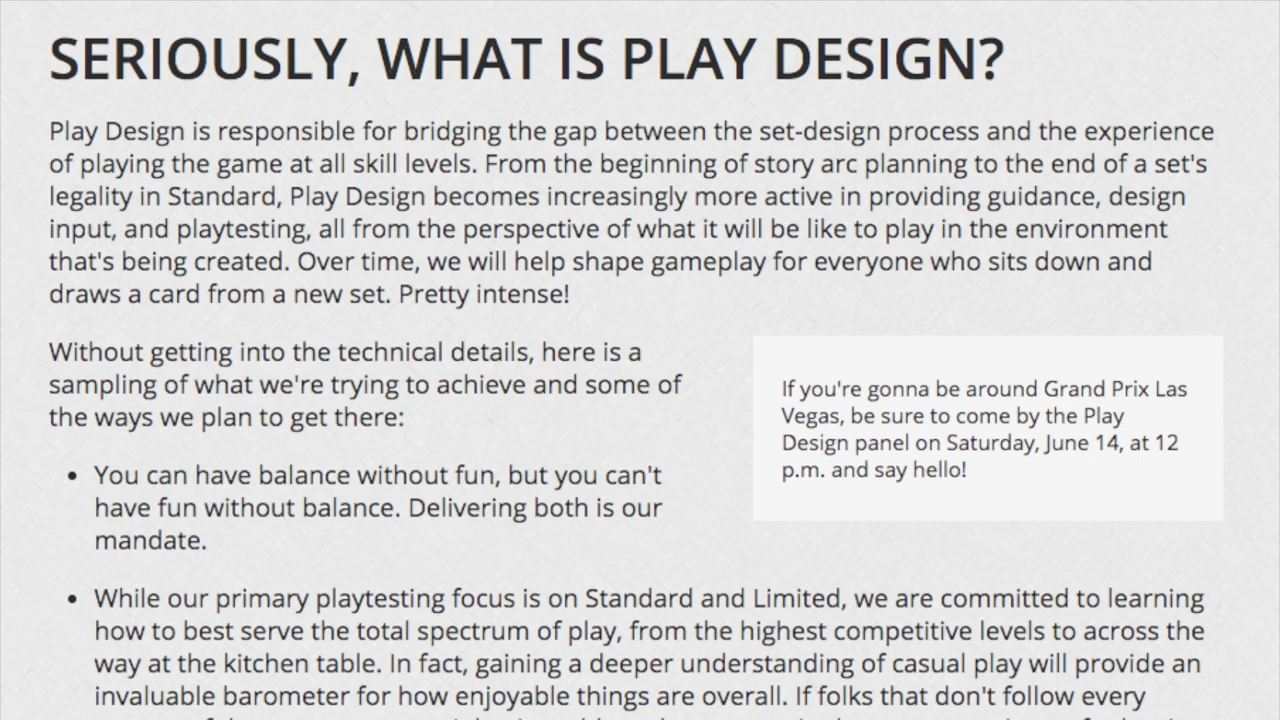 SERIOUSLY, WHAT IS PLAY DESIGN?
Play Design is responsible for bridging the gap between the set-design process and the experience
of playing the game at all skill levels. From the beginning of story arc planning to the end of a set's
legality in Standard, Play Design becomes increasingly more active in providing guidance, design
input, and playtesting, all from the perspective of what it will be like to play in the environment
that's being created. Over time, we will help shape gameplay for everyone who sits down and
draws a card from a new set. Pretty intense!
Without getting into the technical details, here is a
sampling of what we're trying to achieve and some of
the ways we plan to get there:
If you're gonna be around Grand Prix Las
Vegas, be sure to come by the Play
Design panel on Saturday, June 14, at 12
p.m. and say hello!
• You can have balance without fun, but you can't
have fun without balance. Delivering both is our
mandate.
• While our primary playtesting focus is on Standard and Limited, we are committed to learning
how to best serve the total spectrum of play, from the highest competitive levels to across the
way at the kitchen table. In fact, gaining a deeper understanding of casual play will provide an
invaluable barometer for how enjoyable things are overall. If folks that don't follow every